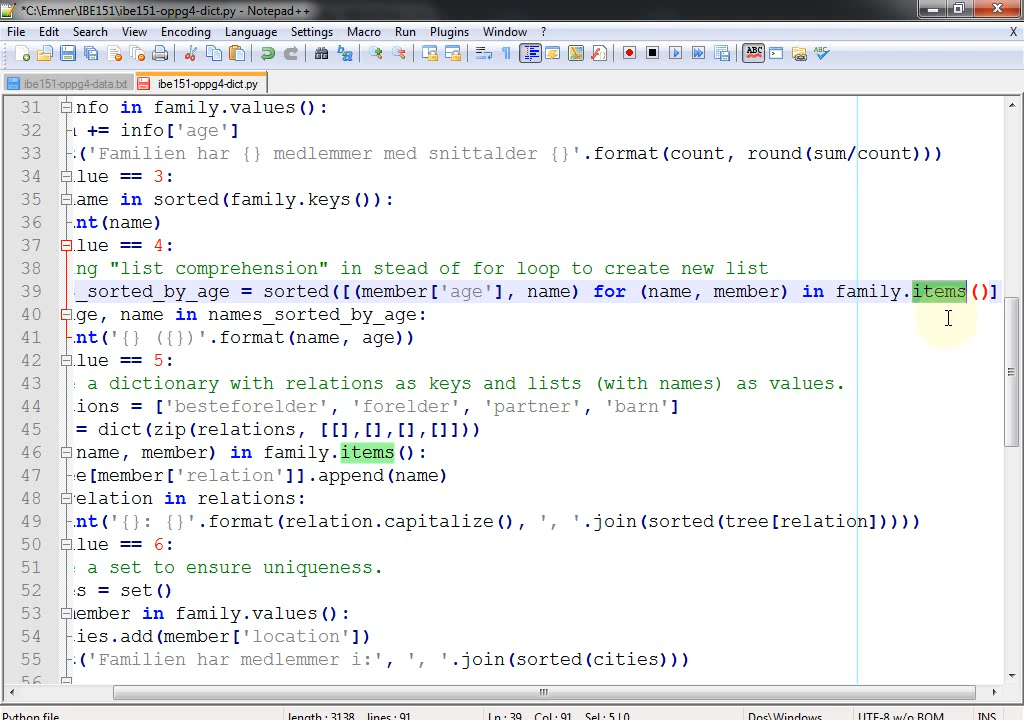 *C:\Emner\IBE151\ibe151-oppg4-dict.py - Notepad++
File Edit Search View Encoding Language Settings Macro Run Plugins Window ? X
ibe151-oppg4-data.txt ibe151-oppg4-dict.py
31 info in family.values():
32 += info['age']
33 ('Familien har {} medlemmer med snittalder {}'.format(count, round(sum/count)))
34 lue == 3:
35 ame in sorted(family.keys()):
36 nt(name)
37 lue == 4:
38 ng "list comprehension" in stead of for loop to create new list
39 _sorted_by_age = sorted([(member['age'], name) for (name, member) in family.items()]
40 ge, name in names_sorted_by_age:
41 nt('{} ({})'.format(name, age))
42 lue == 5:
43 a dictionary with relations as keys and lists (with names) as values.
44 ions = ['besteforelder', 'forelder', 'partner', 'barn']
45 = dict(zip(relations, [[],[],[],[]]))
46 name, member) in family.items():
47 e[member['relation']].append(name)
48 relation in relations:
49 nt('{}: {}'.format(relation.capitalize(), ', '.join(sorted(tree[relation]))))
50 lue == 6:
51 a set to ensure uniqueness.
52 s = set()
53 member in family.values():
54 ies.add(member['location'])
55 ('Familien har medlemmer i:', ', '.join(sorted(cities)))
56
Python file length : 3138 lines : 91 Ln : 39 Col : 91 Sel : 5 | 0 Dos\Windows UTF-8 w/o BOM INS